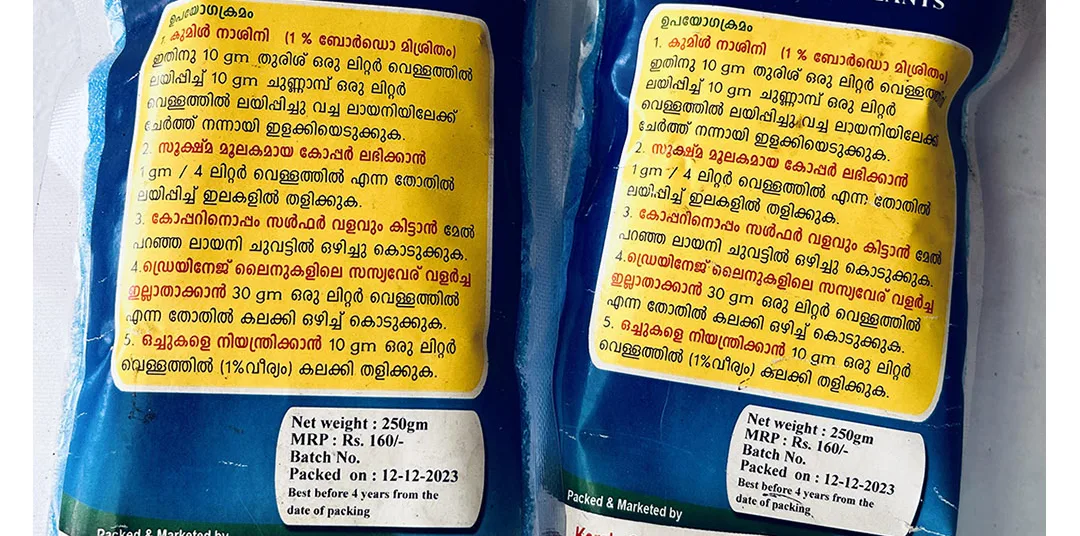 ഉപയോഗക്രമം
1. കുമിൾ നാശിനി (1 % ബോർഡൊ മിശ്രിതം)
ഇതിനു 10 gm തുരിശ് ഒരു ലിറ്റർ വെള്ളത്തിൽ
ലയിപ്പിച്ച് 10 gm ചുണ്ണാമ്പ് ഒരു ലിറ്റർ
വെള്ളത്തിൽ ലയിപ്പിച്ചു വച്ച ലായനിയിലേക്ക്
ചേർത്ത് നന്നായി ഇളക്കിയെടുക്കുക.
2. സൂക്ഷ്മ മൂലകമായ കോപ്പർ ലഭിക്കാൻ
1 gm / 4 ലിറ്റർ വെള്ളത്തിൽ എന്ന തോതിൽ
ലയിപ്പിച്ച് ഇലകളിൽ തളിക്കുക.
3. കോപ്പറിനൊപ്പം സൾഫർ വളവും കിട്ടാൻ മേൽ
പറഞ്ഞ ലായനി ചുവട്ടിൽ ഒഴിച്ചു കൊടുക്കുക.
4.ഡ്രെയിനേജ് ലൈനുകളിലെ സസ്യവേര് വളർച്ച
ഇല്ലാതാക്കാൻ 30 gm ഒരു ലിറ്റർ വെള്ളത്തിൽ
എന്ന തോതിൽ കലക്കി ഒഴിച്ച് കൊടുക്കുക.
5. ഒച്ചുകളെ നിയന്ത്രിക്കാൻ 10 gm ഒരു ലിറ്റർ
വെള്ളത്തിൽ (1%വീര്യം) കലക്കി തളിക്കുക.
Net weight : 250gm
MRP : Rs. 160/-
Batch No.
Packed on : 12-12-2023
Best before 4 years from the
date of packing
Packed & Marketed by
ഉപയോഗക്രമം
1. കുമിൾ നാശിനി (1 % ബോർഡൊ മിശ്രിതം)
ഇതിനു 10 gm തുരിശ് ഒരു ലിറ്റർ വെള്ളത്തിൽ
ലയിപ്പിച്ച് 10 gm ചുണ്ണാമ്പ് ഒരു ലിറ്റർ
വെള്ളത്തിൽ ലയിപ്പിച്ചു വച്ച ലായനിയിലേക്ക്
ചേർത്ത് നന്നായി ഇളക്കിയെടുക്കുക.
2. സൂക്ഷ്മ മൂലകമായ കോപ്പർ ലഭിക്കാൻ
1 gm / 4 ലിറ്റർ വെള്ളത്തിൽ എന്ന തോതിൽ
ലയിപ്പിച്ച് ഇലകളിൽ തളിക്കുക.
3. കോപ്പറിനൊപ്പം സൾഫർ വളവും കിട്ടാൻ മേൽ
പറഞ്ഞ ലായനി ചുവട്ടിൽ ഒഴിച്ചു കൊടുക്കുക.
4.ഡ്രെയിനേജ് ലൈനുകളിലെ സസ്യവേര് വളർച്ച
ഇല്ലാതാക്കാൻ 30 gm ഒരു ലിറ്റർ വെള്ളത്തിൽ
എന്ന തോതിൽ കലക്കി ഒഴിച്ച് കൊടുക്കുക.
5. ഒച്ചുകളെ നിയന്ത്രിക്കാൻ 10 gm ഒരു ലിറ്റർ
വെള്ളത്തിൽ (1%വീര്യം) കലക്കി തളിക്കുക.
Net weight : 250gm
MRP : Rs. 160/-
Batch No.
Packed on : 12-12-2023
Best before 4 years from the
date of packing
Packed & Marketed by